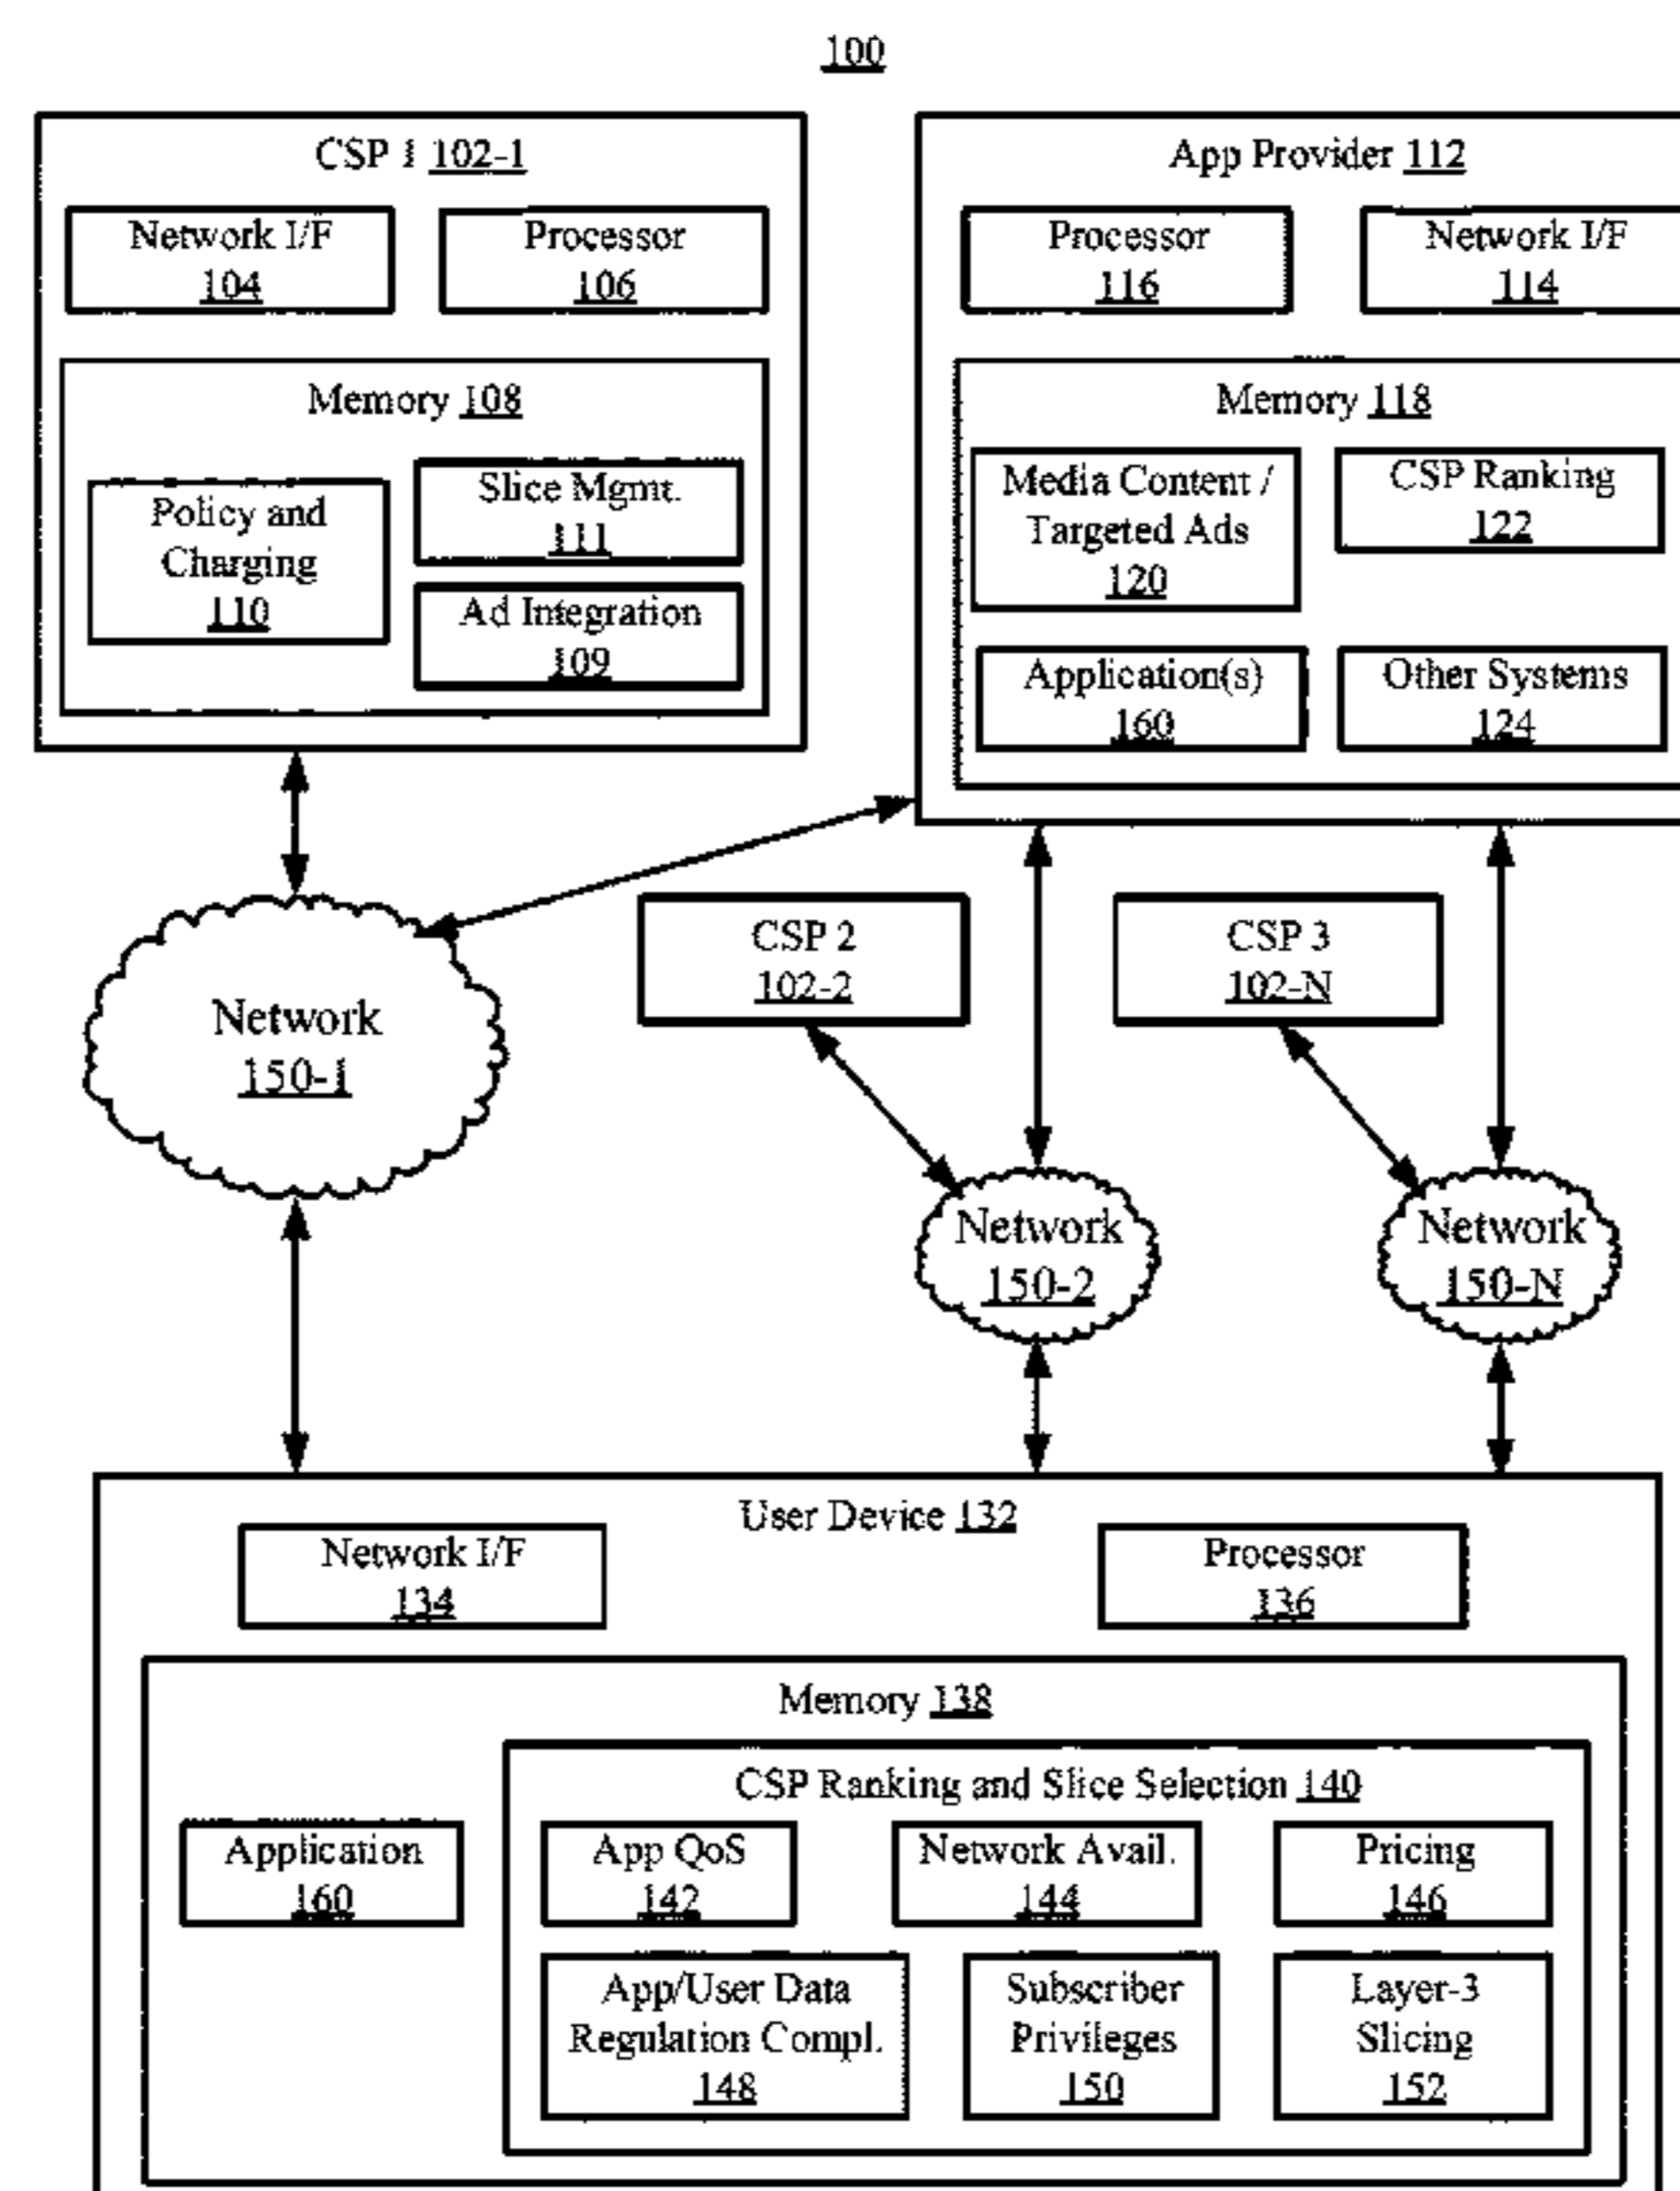 100
CSP 1 102-1
Network I/F
104
Processor
106
Memory 108
Policy and
Charging
110
Slice Mgmt.
111
Ad Integration
109
App Provider 112
Processor
116
Network I/F
114
Memory 118
Media Content /
Targeted Ads
120
CSP Ranking
122
Application(s)
160
Other Systems
124
CSP 2
102-2
CSP 3
102-N
Network
150-1
Network
150-2
Network
150-N
User Device 132
Network I/F
134
Processor
136
Memory 138
CSP Ranking and Slice Selection 140
Application
160
App QoS
142
Network Avail.
144
Pricing
146
App/User Data
Regulation Compl.
148
Subscriber
Privileges
150
Layer-3
Slicing
152